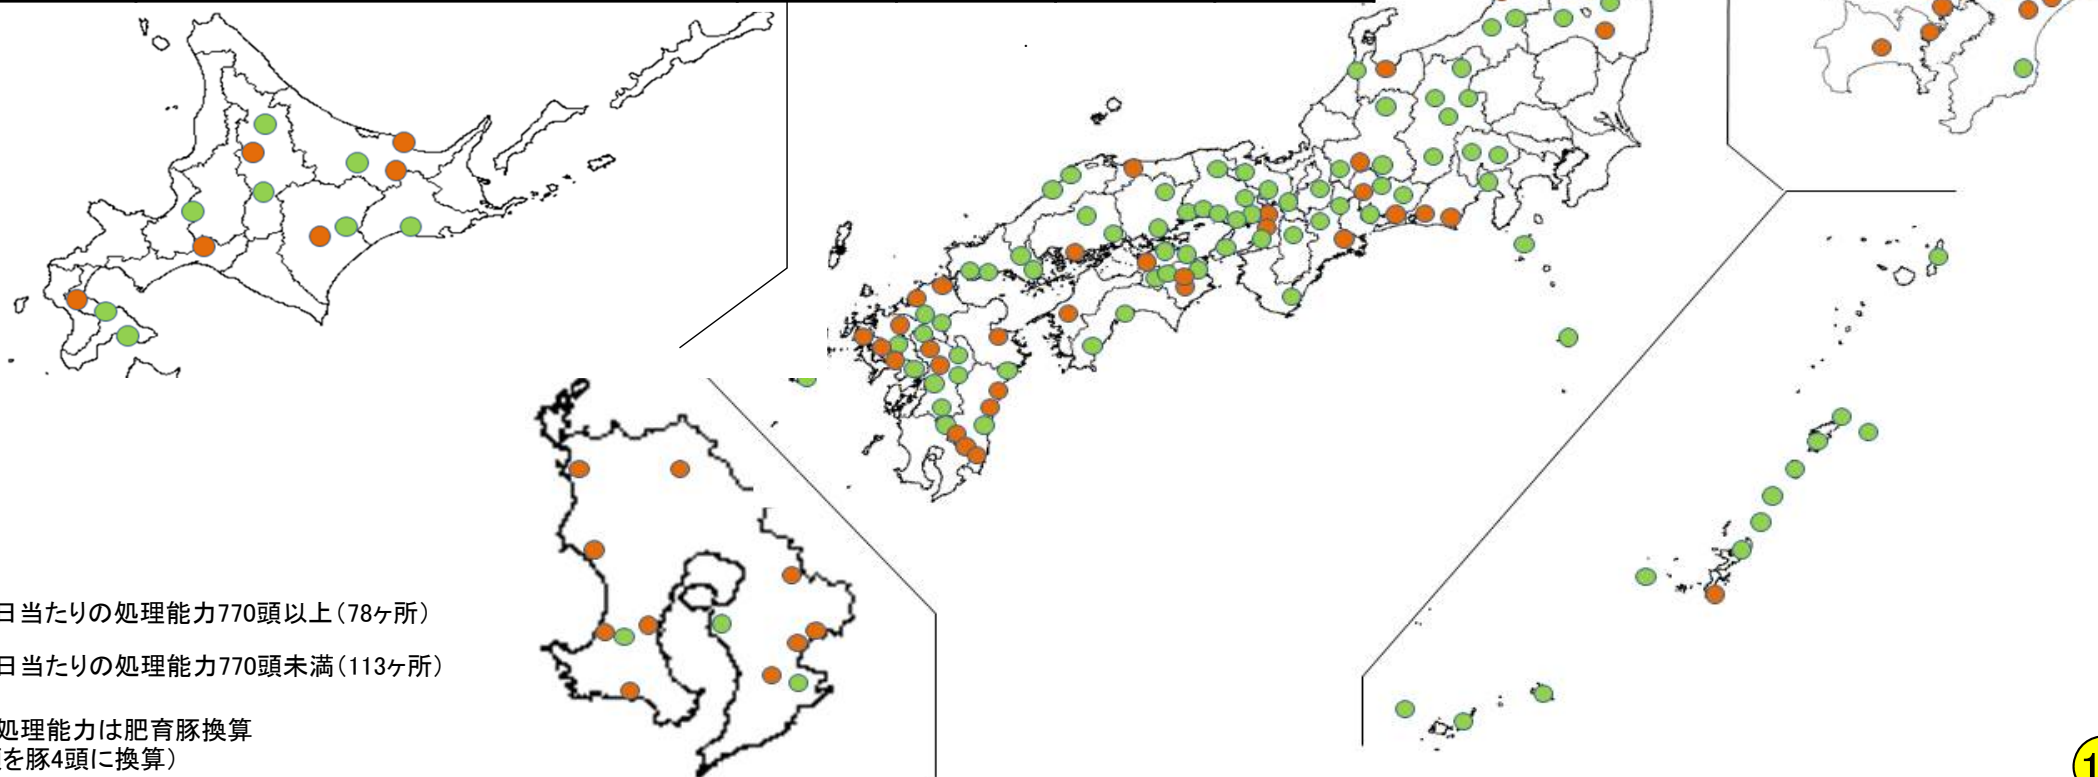 日当たりの処理能力770頭以上（78ヶ所）
日当たりの処理能力770頭未満（113ヶ所）
処理能力は肥育豚換算
を豚4頭に換算）
1